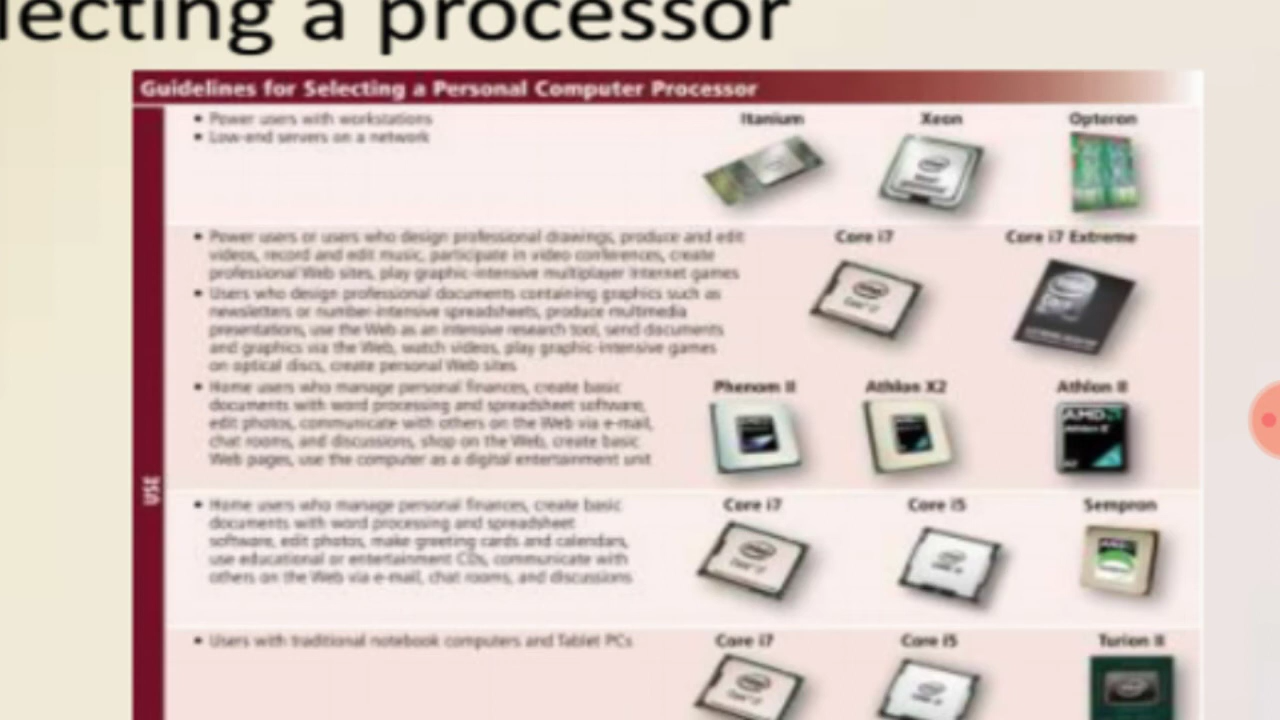 lecting a processor
Guidelines for Selecting a Personal Computer Processor
• Power users with workstations
• Low-end servers on a network
Itanium Xeon Opteron
• Power users or users who design professional drawings, produce and edit
videos, record and edit music, participate in video conferences, create
professional Web sites, play graphic-intensive multiplayer Internet games
• Users who design professional documents containing graphics such as
newsletters or number-intensive spreadsheets, produce multimedia
presentations, use the Web as an intensive research tool, send documents
and graphics via the Web, watch videos, play graphic-intensive games
on optical discs, create personal Web sites
• Home users who manage personal finances, create basic
documents with word processing and spreadsheet software,
edit photos, communicate with others on the Web via e-mail,
chat rooms, and discussions, shop on the Web, create basic
Web pages, use the computer as a digital entertainment unit
Core i7 Core i7 Extreme
Phenom II Athlon X2 Athlon II
AMD
Athlon II
USE
• Home users who manage personal finances, create basic
documents with word processing and spreadsheet
software, edit photos, make greeting cards and calendars,
use educational or entertainment CDs, communicate with
others on the Web via e-mail, chat rooms, and discussions
Core i7 Core i5 Sempron
• Users with traditional notebook computers and Tablet PCs
Core i7 Core i5 Turion II